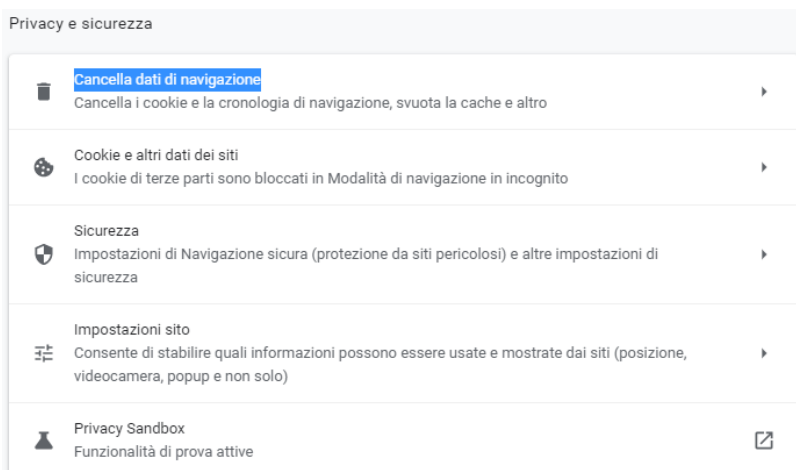 Privacy e sicurezza
Cancella dati di navigazione
Cancella i cookie e la cronologia di navigazione, svuota la cache e altro
Cookie e altri dati dei siti
I cookie di terze parti sono bloccati in Modalità di navigazione in incognito
Sicurezza
Impostazioni di Navigazione sicura (protezione da siti pericolosi) e altre impostazioni di
sicurezza
Impostazioni sito
Consente di stabilire quali informazioni possono essere usate e mostrate dai siti (posizione,
videocamera, popup e non solo)
Privacy Sandbox
Funzionalità di prova attive